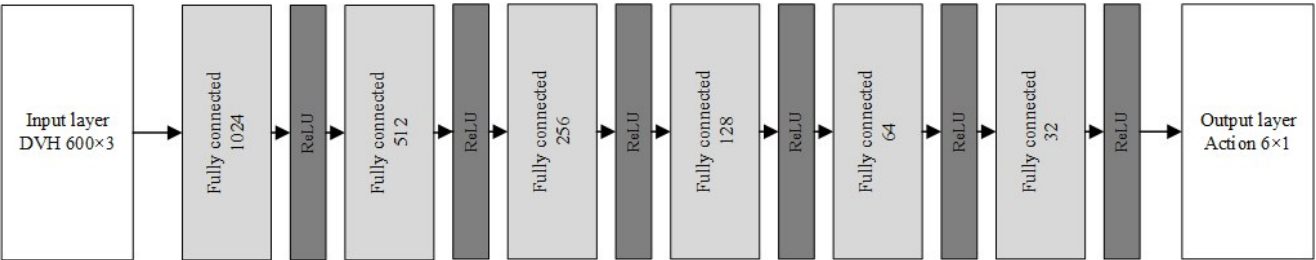 Input layer
DVH 600×3
Fully connected
1024
ReLU
Fully connected
512
ReLU
Fully connected
256
ReLU
Fully connected
128
ReLU
Fully connected
64
ReLU
Fully connected
32
ReLU
Output layer
Action 6×1